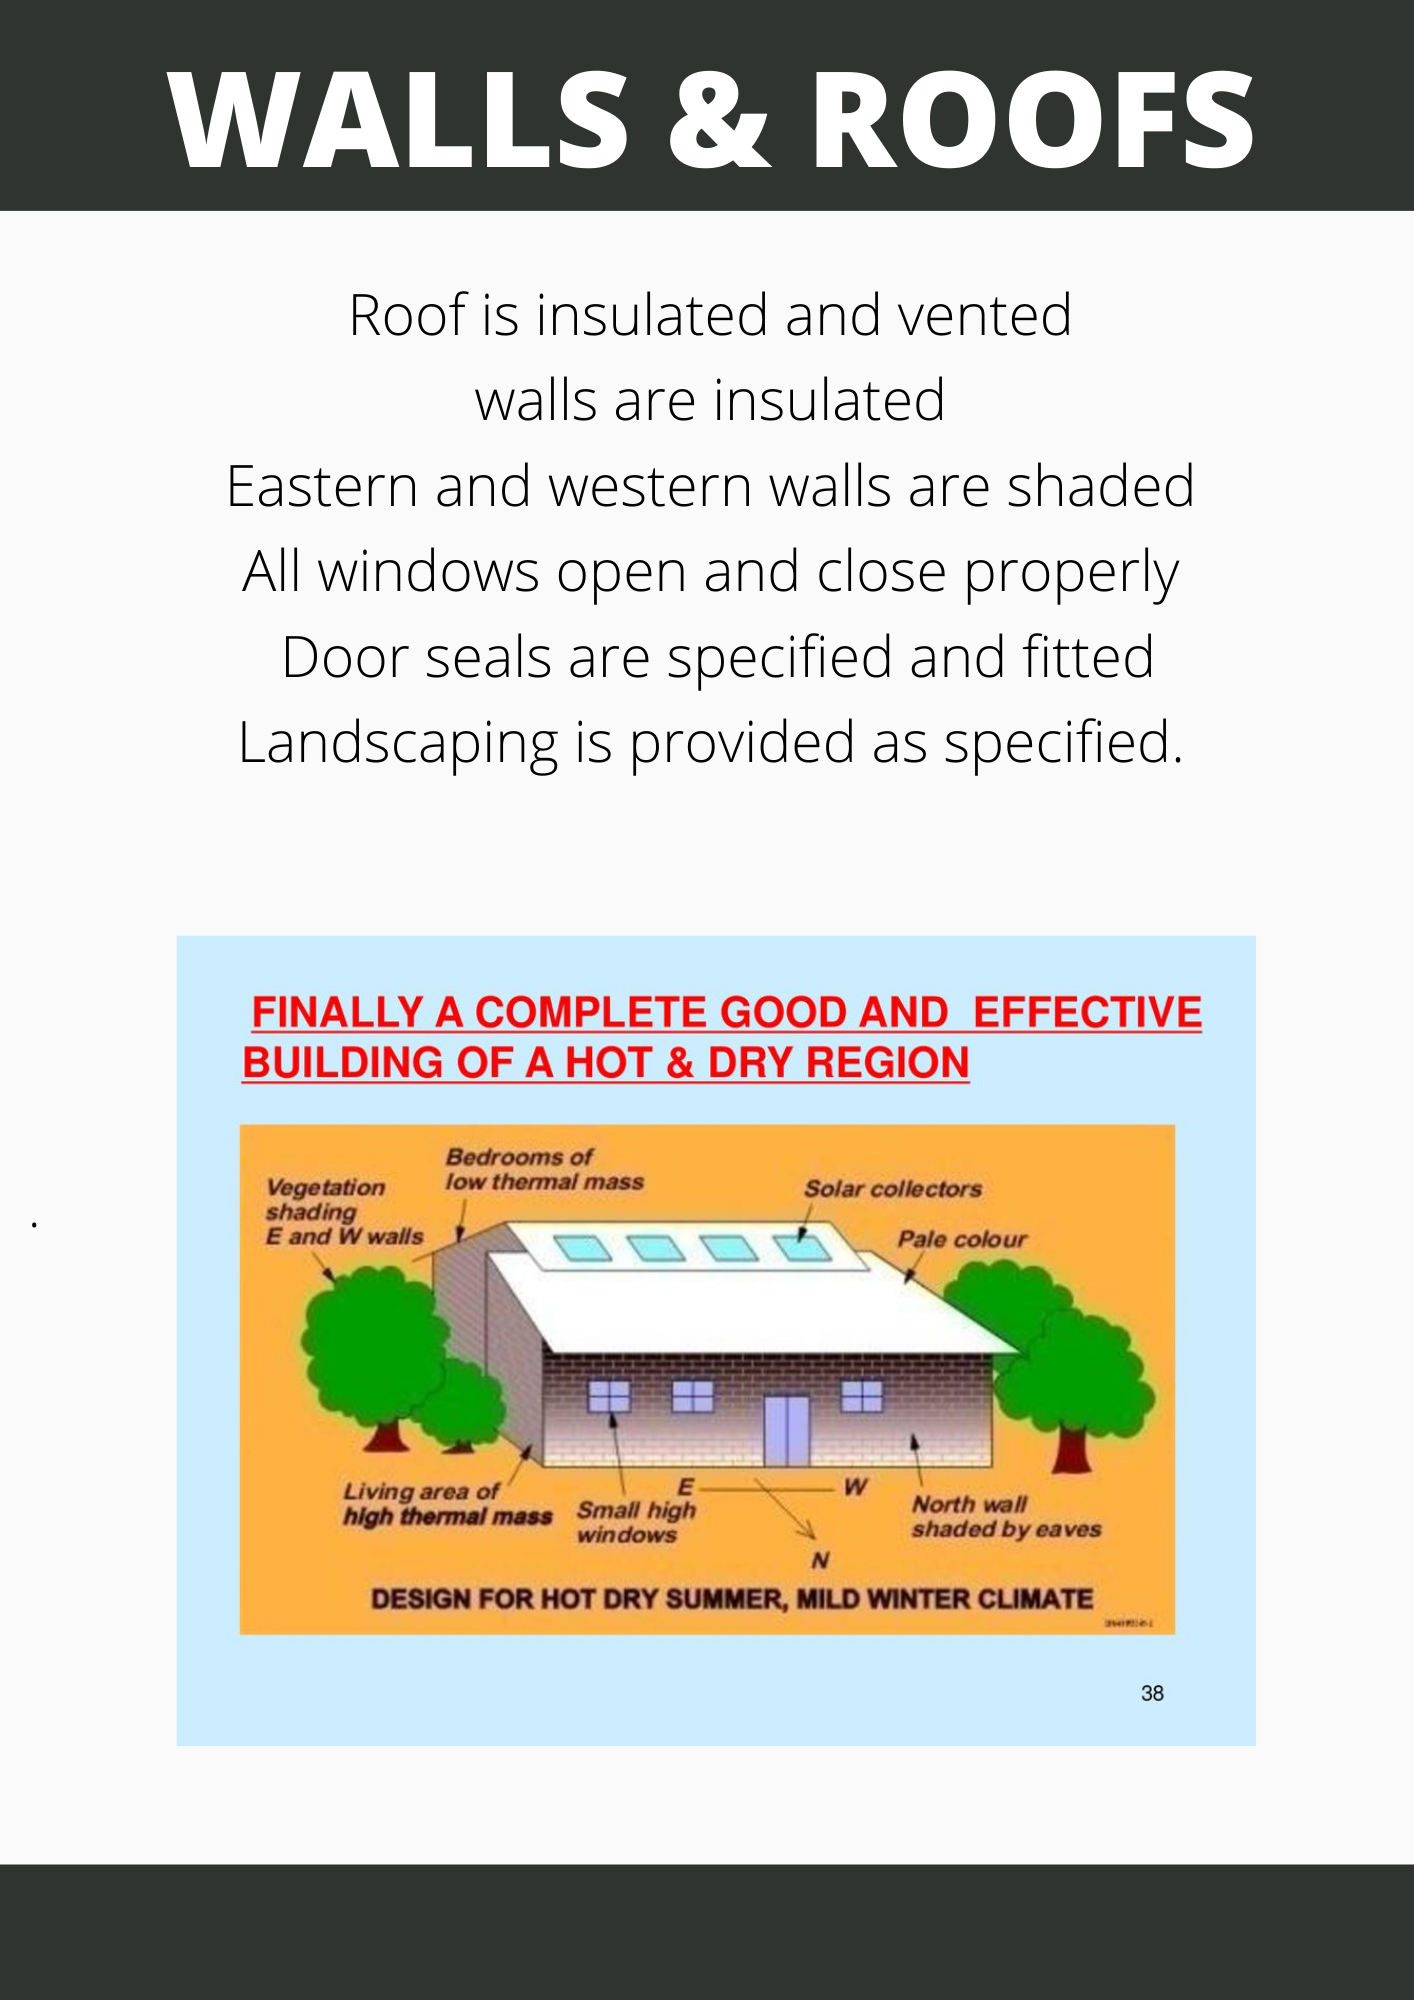 WALLS & ROOFS
Roof is insulated and vented
walls are insulated
Eastern and western walls are shaded
All windows open and close properly
Door seals are specified and fitted
Landscaping is provided as specified.
FINALLY A COMPLETE GOOD AND EFFECTIVE
BUILDING OF A HOT & DRY REGION
Bedrooms of
low thermal mass
Vegetation
shading
E and W walls
Solar collectors
Pale colour
Living area of
high thermal mass
Small high
windows
E
W
N
North wall
shaded by eaves
DESIGN FOR HOT DRY SUMMER, MILD WINTER CLIMATE
38
.